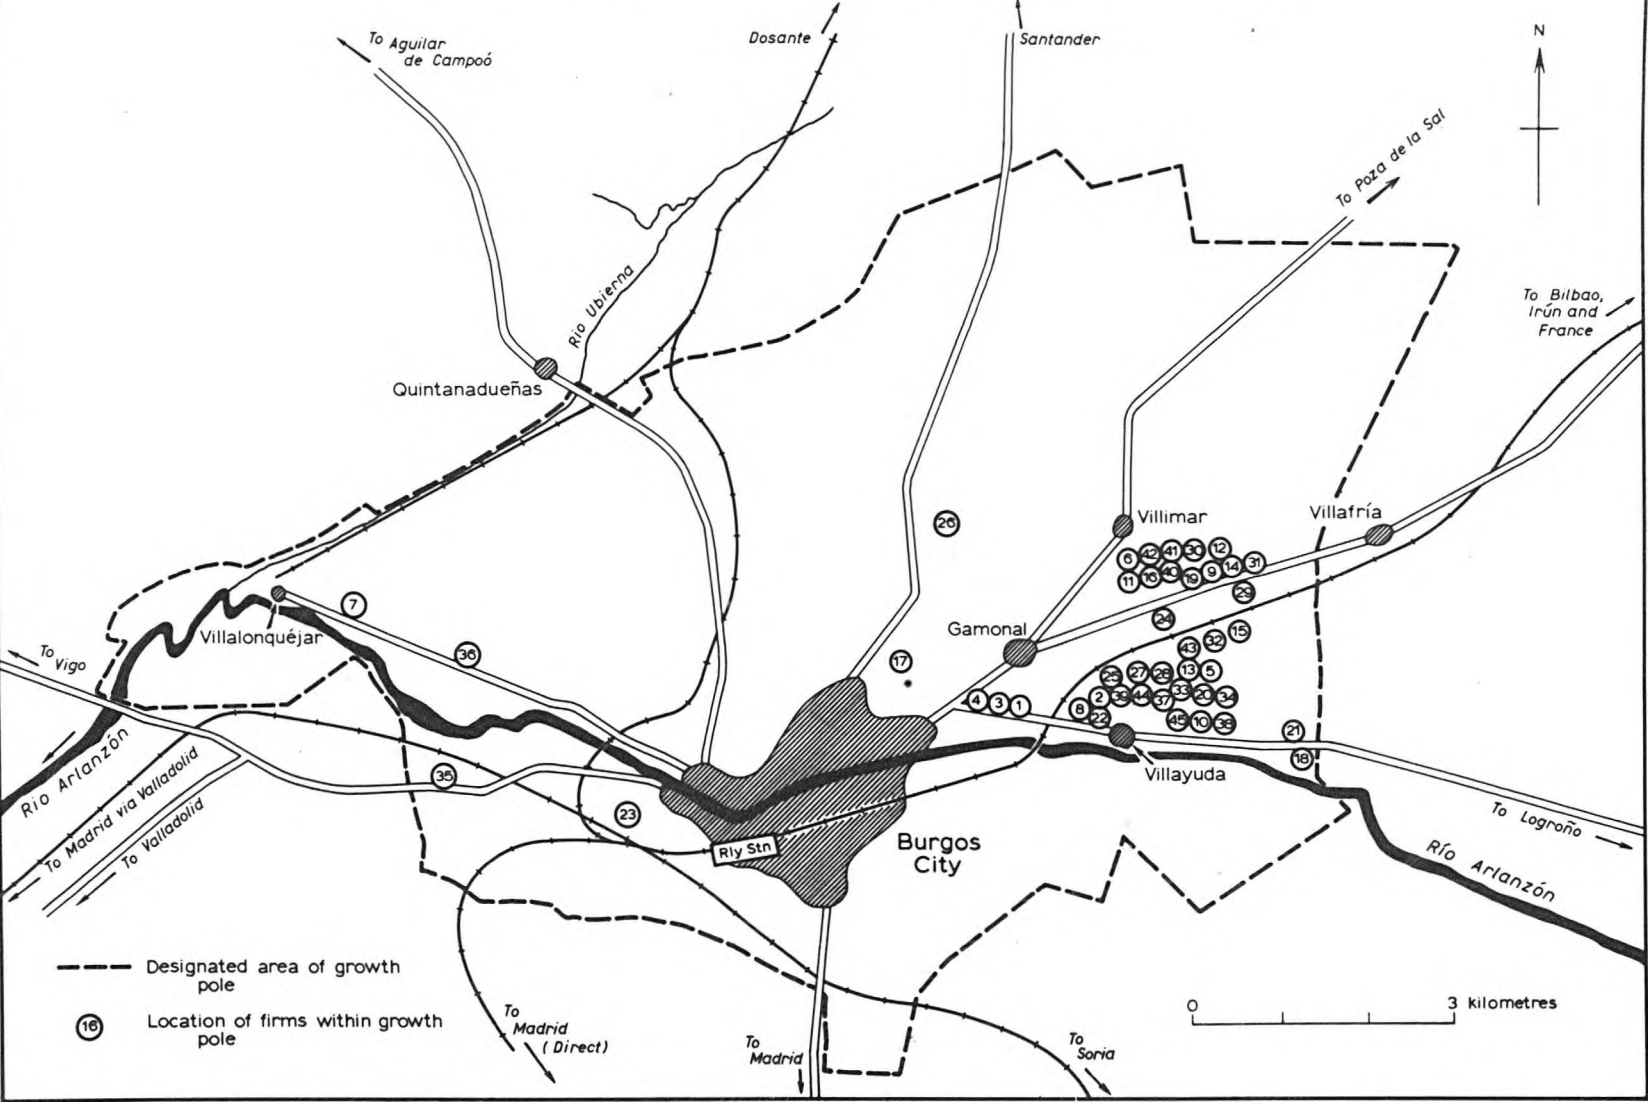 To Aguilar
de Campoó
Dosante
Santander
N
To Poza de la Sal
To Bilbao,
Irún and
France
Rio Ubierna
Quintanadueñas
Villimar
Villafría
26
6
42
41
30
12
11
16
40
19
9
14
31
29
7
Villalonquéjar
36
Gamonal
24
15
32
43
17
To
Vigo
25
27
28
13
5
4
3
1
8
2
39
44
37
33
20
34
22
45
10
38
21
18
Villayuda
Rio Arlanzón
To Madrid via Valladolid
To Valladolid
35
23
Rly Stn
Burgos
City
To Logroño
Río Arlanzón
Designated area of growth
pole
16
Location of firms within growth
pole
To
Madrid
(Direct)
To
Madrid
To
Soria
0
3 kilometres